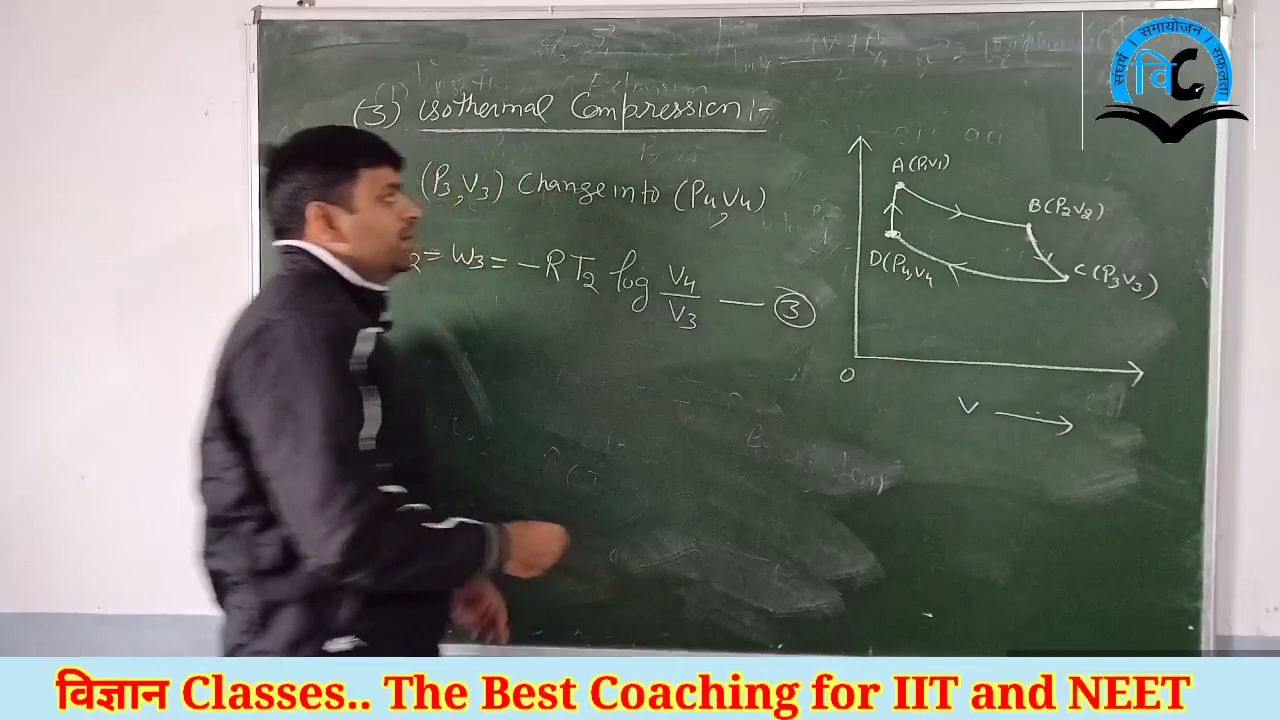 संघर्ष । समायोजन । सफलता
वि C
(3) isothermal Compression :-
(P3, V3) Change into (P4, V4)
2 = W3 = -RT2 log V4/V3 — ③
A(P1V1)
B(P2V2)
D(P4,V4
C(P3V3)
O
V →
विज्ञान Classes.. The Best Coaching for IIT and NEET